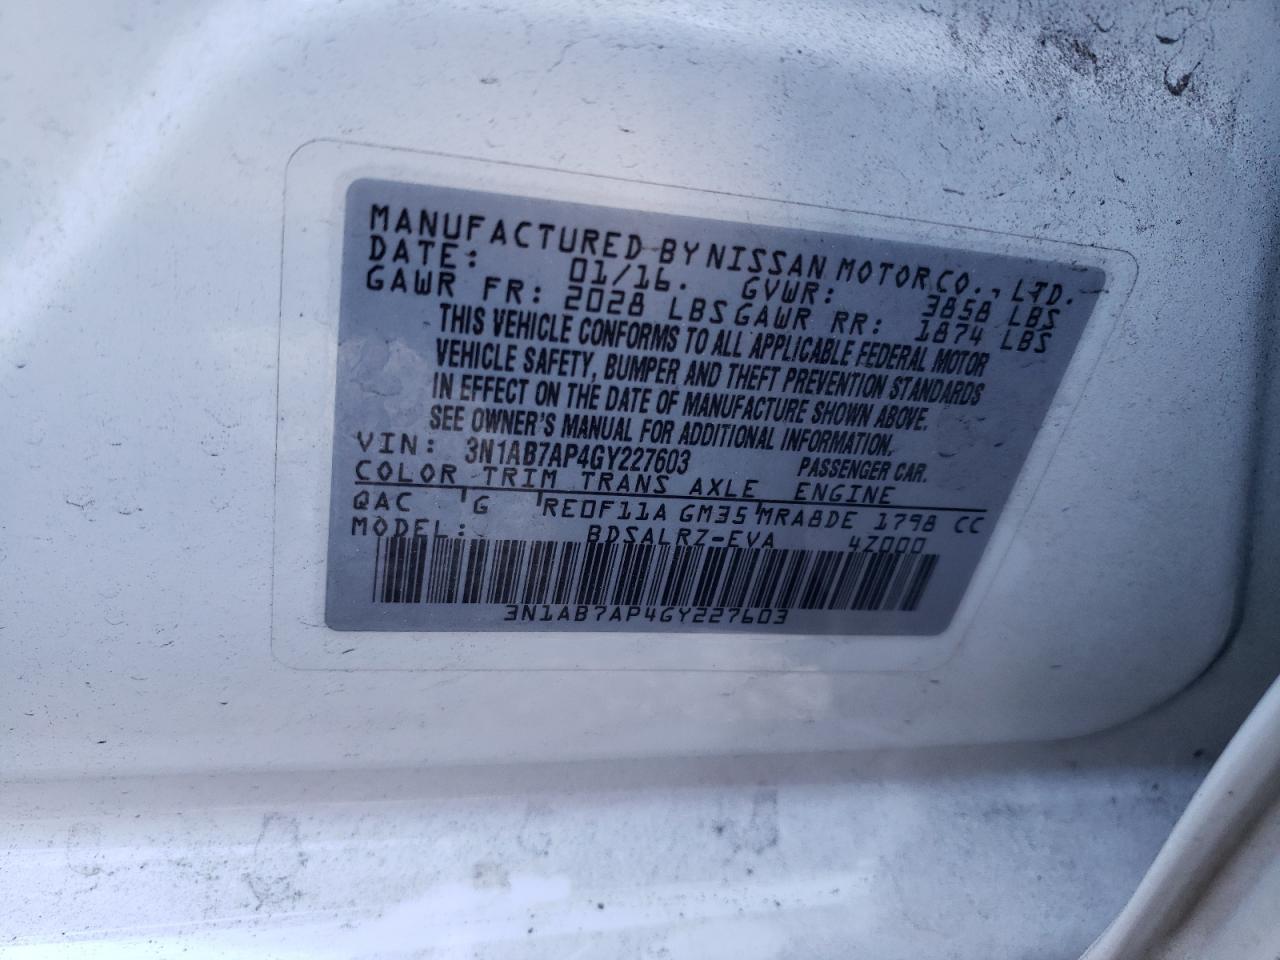 MANUFACTURED BY NISSAN MOTOR CO., LTD.
DATE: 01/16. GVWR: 3858 LBS
GAWR FR: 2028 LBS GAWR RR: 1874 LBS
THIS VEHICLE CONFORMS TO ALL APPLICABLE FEDERAL MOTOR
VEHICLE SAFETY, BUMPER AND THEFT PREVENTION STANDARDS
IN EFFECT ON THE DATE OF MANUFACTURE SHOWN ABOVE.
SEE OWNER'S MANUAL FOR ADDITIONAL INFORMATION.
VIN: 3N1AB7AP4GY227603 PASSENGER CAR.
COLOR TRIM TRANS AXLE ENGINE
QAC G RE0F11A GM35 MRA8DE 1798 CC
MODEL: BDSALRZ-EVA 4Z000
3N1AB7AP4GY227603